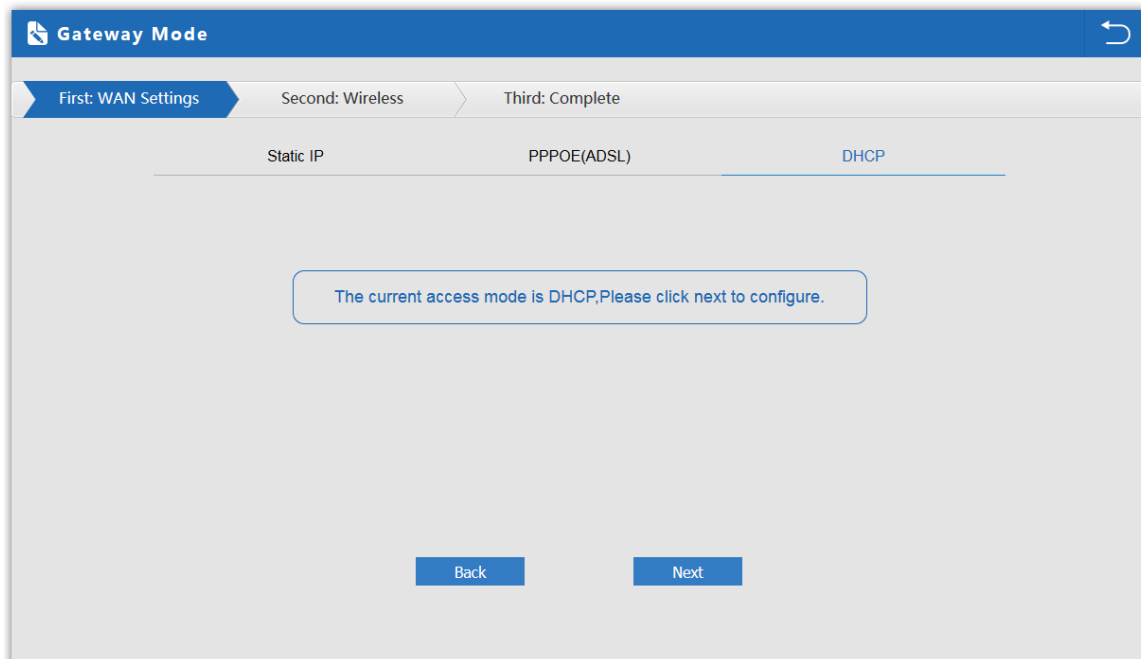 Gateway Mode
First: WAN Settings
Second: Wireless
Third: Complete
Static IP
PPPOE(ADSL)
DHCP
The current access mode is DHCP,Please click next to configure.
Back
Next